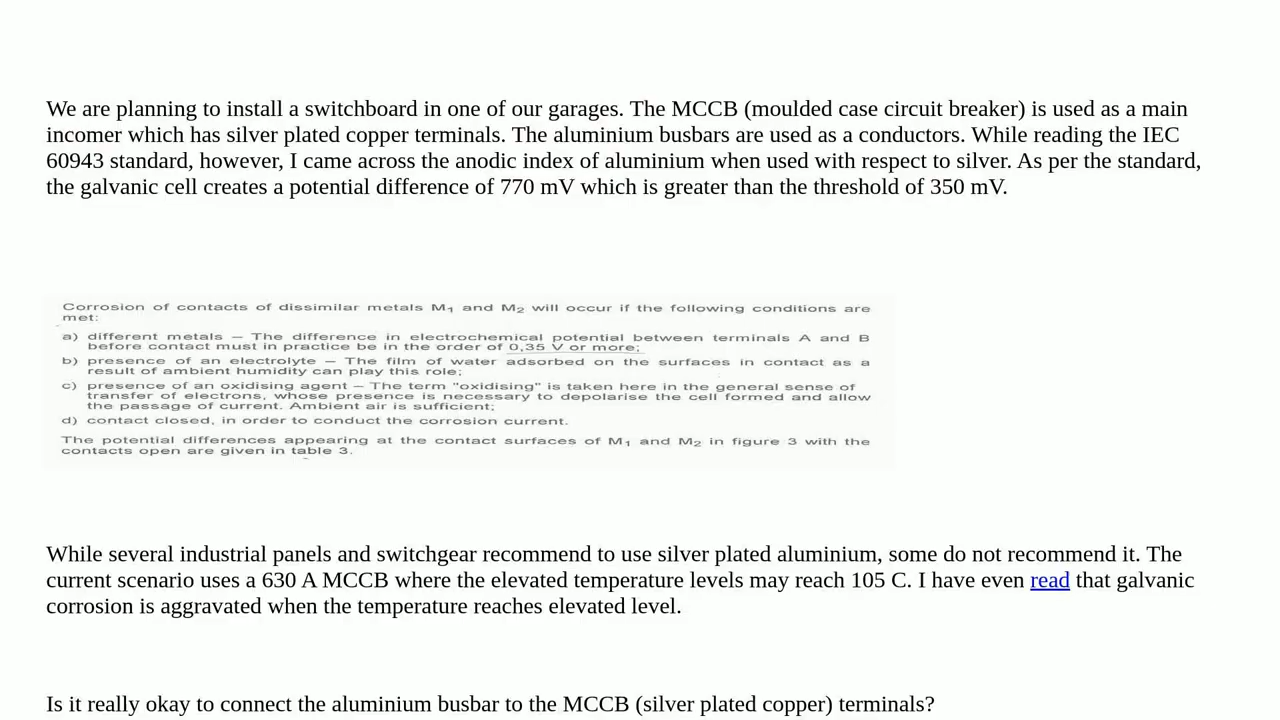 We are planning to install a switchboard in one of our garages. The MCCB (moulded case circuit breaker) is used as a main
incomer which has silver plated copper terminals. The aluminium busbars are used as a conductors. While reading the IEC
60943 standard, however, I came across the anodic index of aluminium when used with respect to silver. As per the standard,
the galvanic cell creates a potential difference of 770 mV which is greater than the threshold of 350 mV.
Corrosion of contacts of dissimilar metals M1 and M2 will occur if the following conditions are
met:
a) different metals – The difference in electrochemical potential between terminals A and B
before contact must in practice be in the order of 0,35 V or more;
b) presence of an electrolyte – The film of water adsorbed on the surfaces in contact as a
result of ambient humidity can play this role;
c) presence of an oxidising agent – The term "oxidising" is taken here in the general sense of
transfer of electrons, whose presence is necessary to depolarise the cell formed and allow
the passage of current. Ambient air is sufficient;
d) contact closed, in order to conduct the corrosion current.
The potential differences appearing at the contact surfaces of M1 and M2 in figure 3 with the
contacts open are given in table 3.
While several industrial panels and switchgear recommend to use silver plated aluminium, some do not recommend it. The
current scenario uses a 630 A MCCB where the elevated temperature levels may reach 105 C. I have even read that galvanic
corrosion is aggravated when the temperature reaches elevated level.
Is it really okay to connect the aluminium busbar to the MCCB (silver plated copper) terminals?